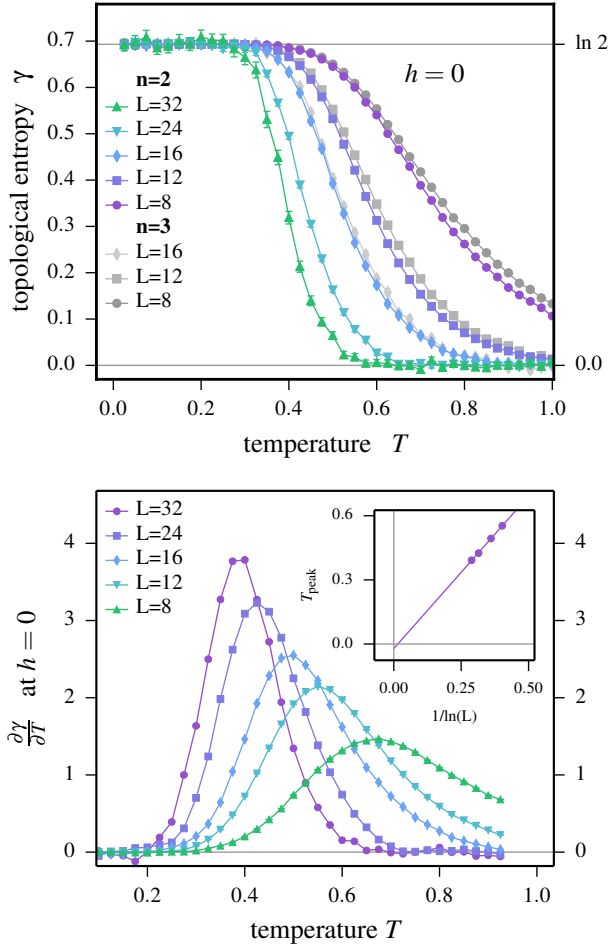 0.7
0.6
0.5
0.4
0.3
0.2
0.1
0.0
topological entropy γ
n=2
L=32
L=24
L=16
L=12
L=8
n=3
L=16
L=12
L=8
h = 0
ln 2
0.0
0.0 0.2 0.4 0.6 0.8 1.0
temperature T
L=32
L=24
L=16
L=12
L=8
4
3
2
1
0
∂γ/∂T at h = 0
0.6
0.3
0.0
T_peak
0.00 0.25 0.50
1/ln(L)
4
3
2
1
0
0.2 0.4 0.6 0.8 1.0
temperature T